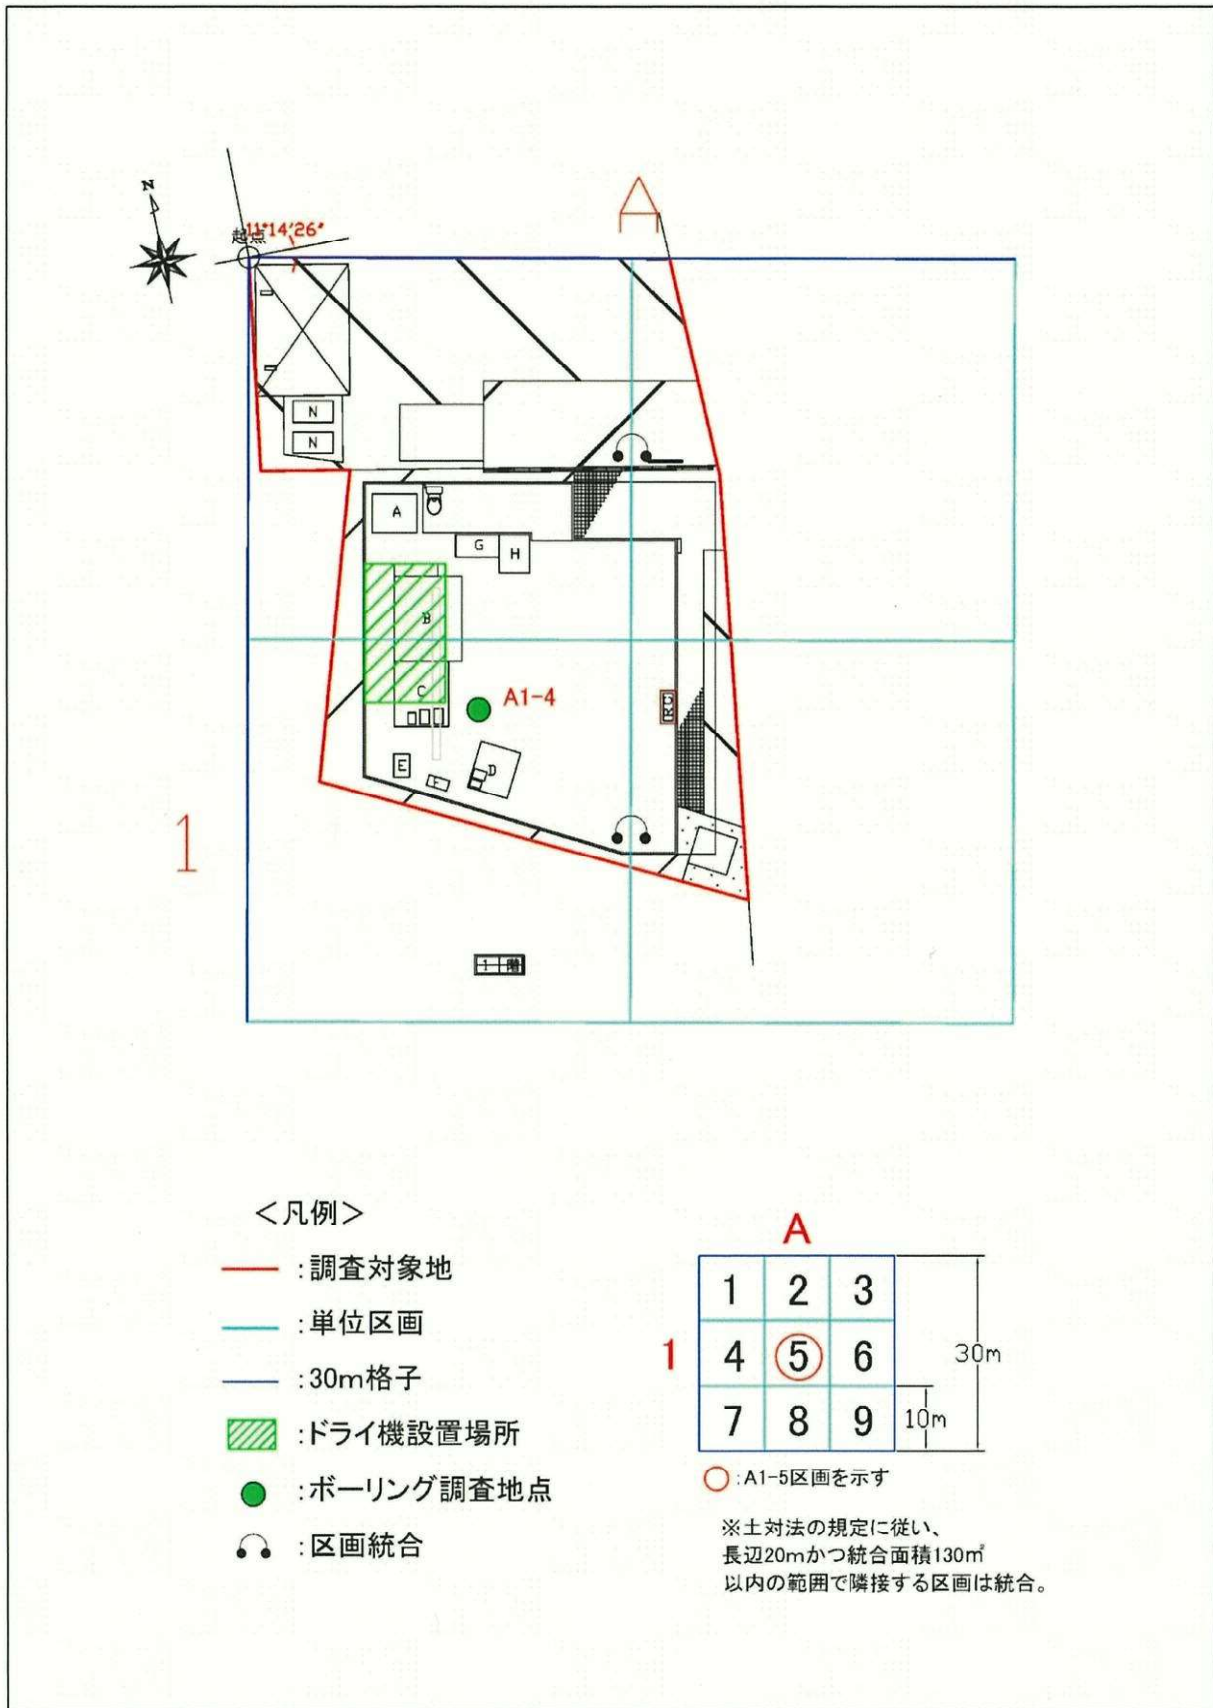 N
起点
11°14'26"
A
N
N
A
G
H
B
C
A1-4
RC
E
F
D
1
1 階
<凡例>
:調査対象地
:単位区画
:30m格子
:ドライ機設置場所
:ボーリング調査地点
:区画統合
A
1 2 3
1 4 5 6 30m
7 8 9 10m
:A1-5区画を示す
※土対法の規定に従い、
長辺20mかつ統合面積130㎡
以内の範囲で隣接する区画は統合。